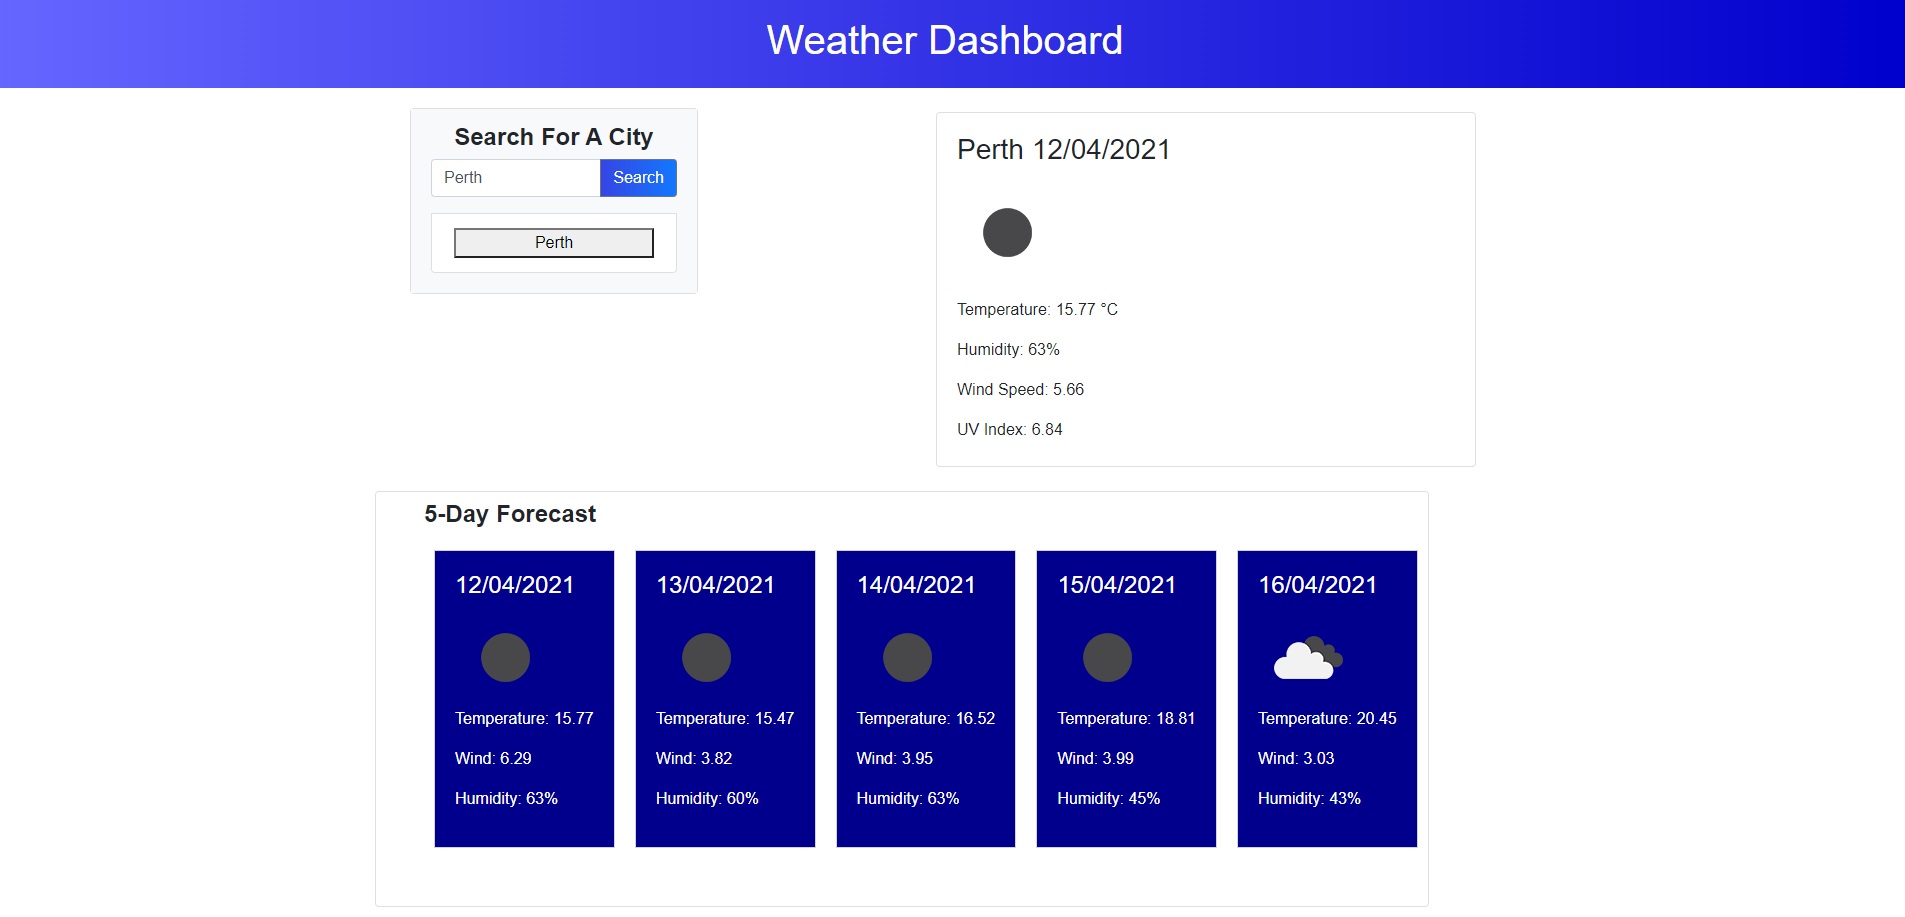 Weather Dashboard
Search For A City
Perth
Search
Perth
Perth 12/04/2021
Temperature: 15.77 °C
Humidity: 63%
Wind Speed: 5.66
UV Index: 6.84
5-Day Forecast
12/04/2021
Temperature: 15.77
Wind: 6.29
Humidity: 63%
13/04/2021
Temperature: 15.47
Wind: 3.82
Humidity: 60%
14/04/2021
Temperature: 16.52
Wind: 3.95
Humidity: 63%
15/04/2021
Temperature: 18.81
Wind: 3.99
Humidity: 45%
16/04/2021
Temperature: 20.45
Wind: 3.03
Humidity: 43%